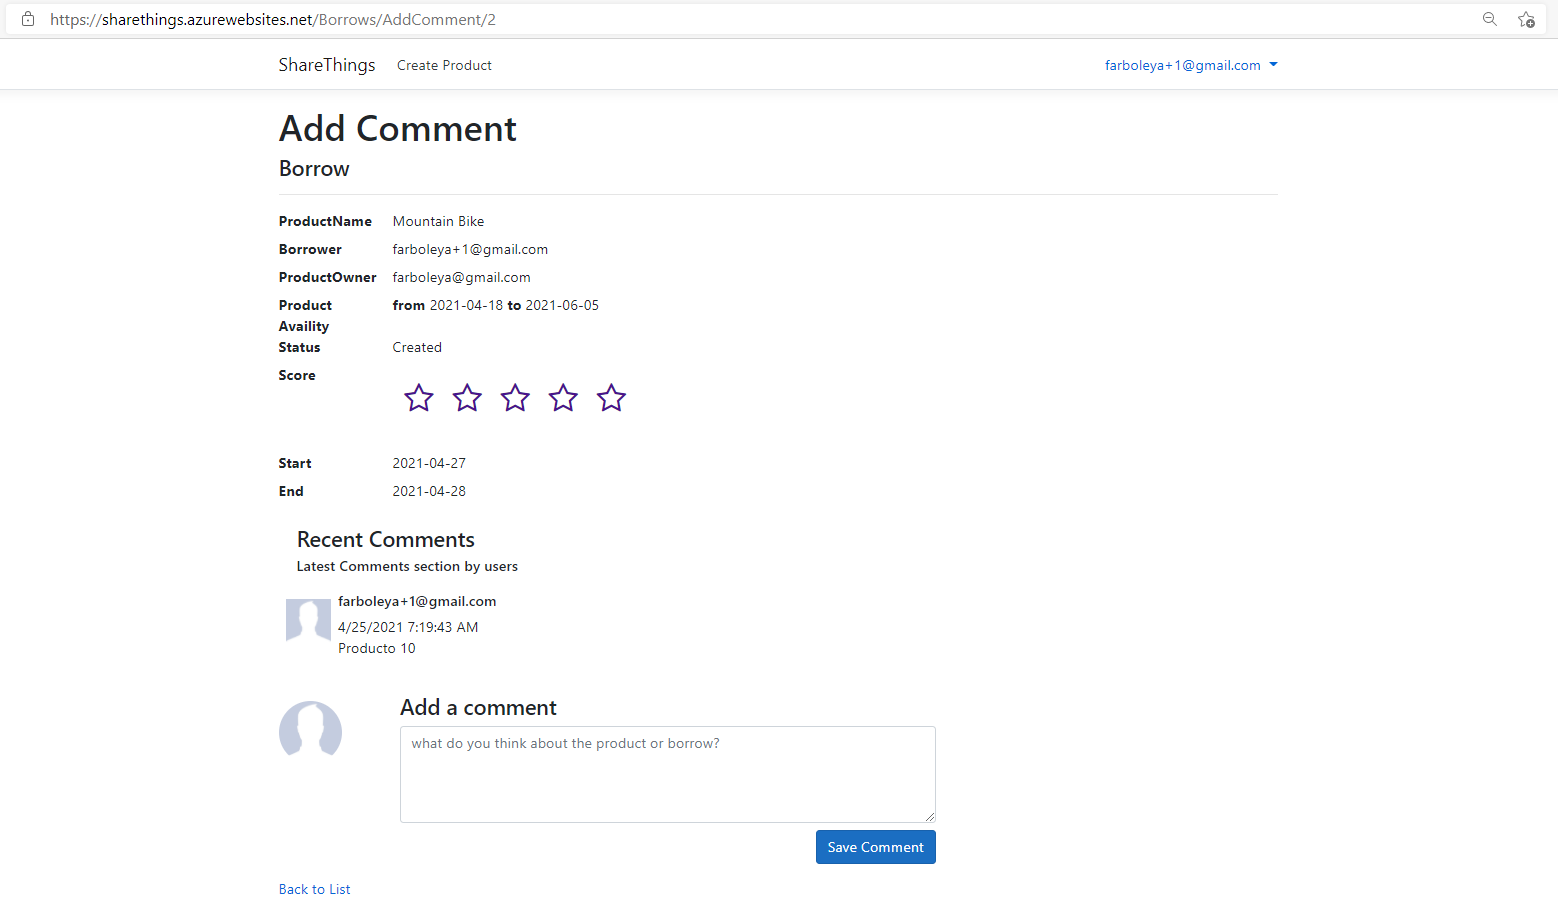 https://sharethings.azurewebsites.net/Borrows/AddComment/2
ShareThings Create Product farboleya+1@gmail.com
Add Comment
Borrow
ProductName Mountain Bike
Borrower farboleya+1@gmail.com
ProductOwner farboleya@gmail.com
Product from 2021-04-18 to 2021-06-05
Availity
Status Created
Score
Start 2021-04-27
End 2021-04-28
Recent Comments
Latest Comments section by users
farboleya+1@gmail.com
4/25/2021 7:19:43 AM
Producto 10
Add a comment
what do you think about the product or borrow?
Save Comment
Back to List